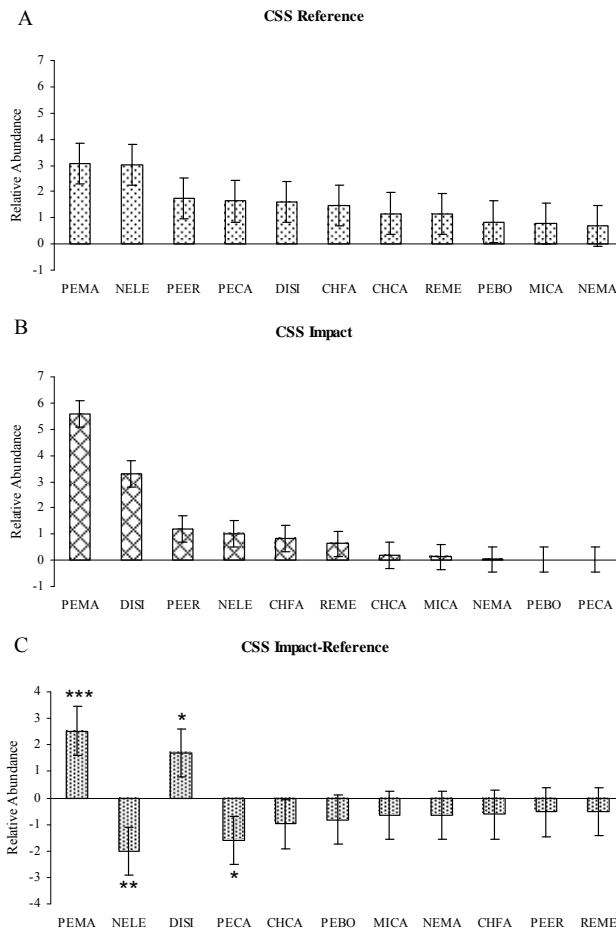 A
CSS Reference
Relative Abundance
7
6
5
4
3
2
1
0
-1
PEMA NELE PEER PECA DISI CHFA CHCA REME PEBO MICA NEMA
B
CSS Impact
Relative Abundance
7
6
5
4
3
2
1
0
-1
PEMA DISI PEER NELE CHFA REME CHCA MICA NEMA PEBO PECA
C
CSS Impact-Reference
Relative Abundance
4
3
2
1
0
-1
-2
-3
-4
*** * ** *
PEMA NELE DISI PECA CHCA PEBO MICA NEMA CHFA PEER REME